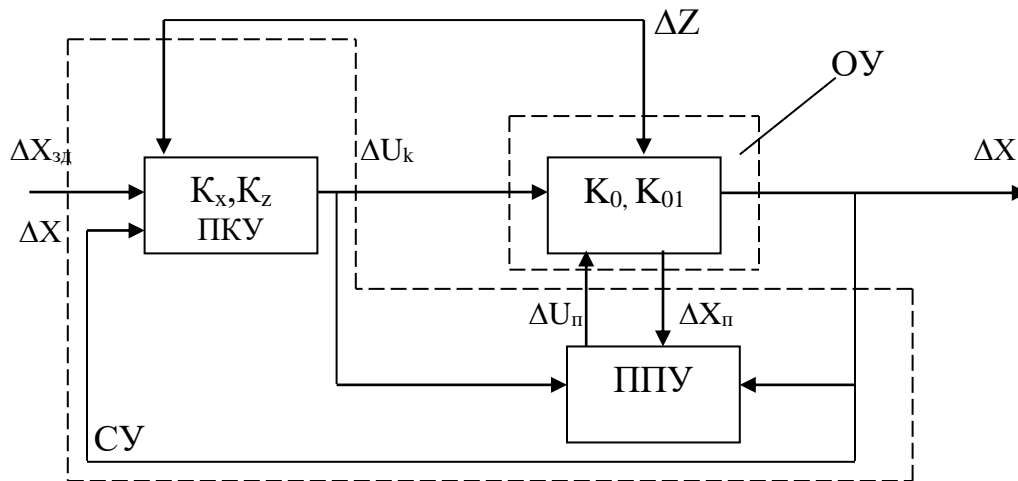 ΔZ
ОУ
ΔXзд
ΔUk
ΔX
Kx,Kz
ПКУ
K0, K01
ΔX
ΔUп
ΔXп
ППУ
СУ